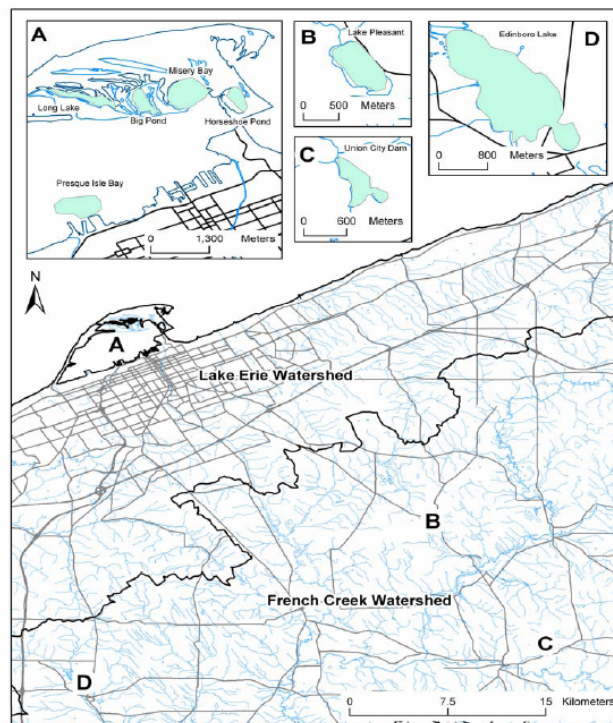 A
Misery Bay
Long Lake
Big Pond
Horseshoe Pond
Presque Isle Bay
0 1,300
Meters
B
Lake Pleasant
0 500
Meters
C
Union City Dam
0 600
Meters
D
Edinboro Lake
0 800
Meters
N
A
Lake Erie Watershed
B
French Creek Watershed
C
D
Kilometers
0 7.5 15